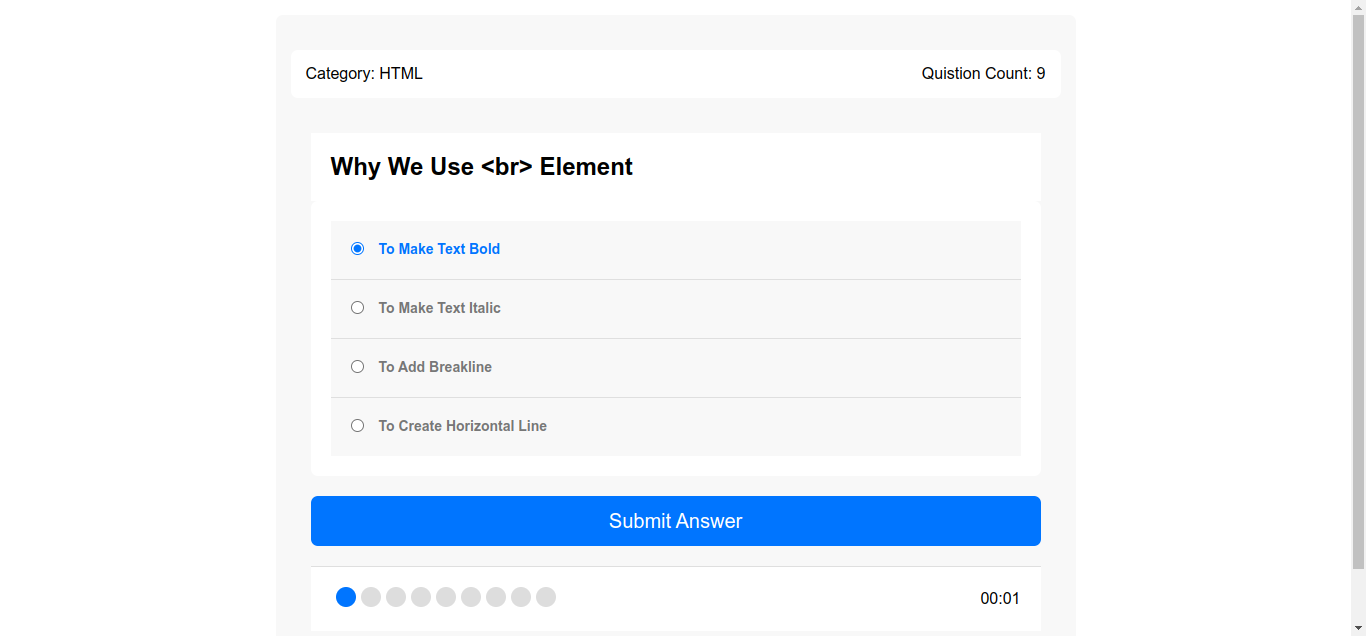 Category: HTML
Quistion Count: 9
Why We Use <br> Element
To Make Text Bold
To Make Text Italic
To Add Breakline
To Create Horizontal Line
Submit Answer
00:01